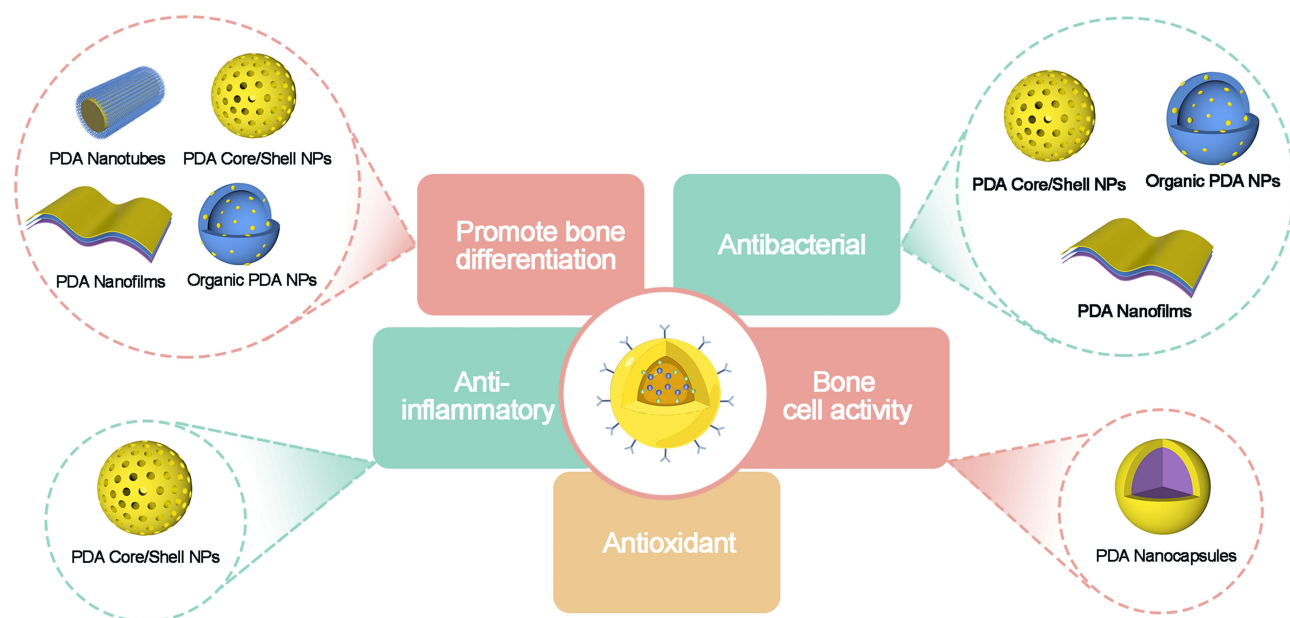 PDA Nanotubes
PDA Core/Shell NPs
PDA Nanofilms
Organic PDA NPs
Promote bone
differentiation
Antibacterial
PDA Core/Shell NPs
Organic PDA NPs
PDA Nanofilms
Anti-
inflammatory
Bone
cell activity
PDA Core/Shell NPs
Antioxidant
PDA Nanocapsules